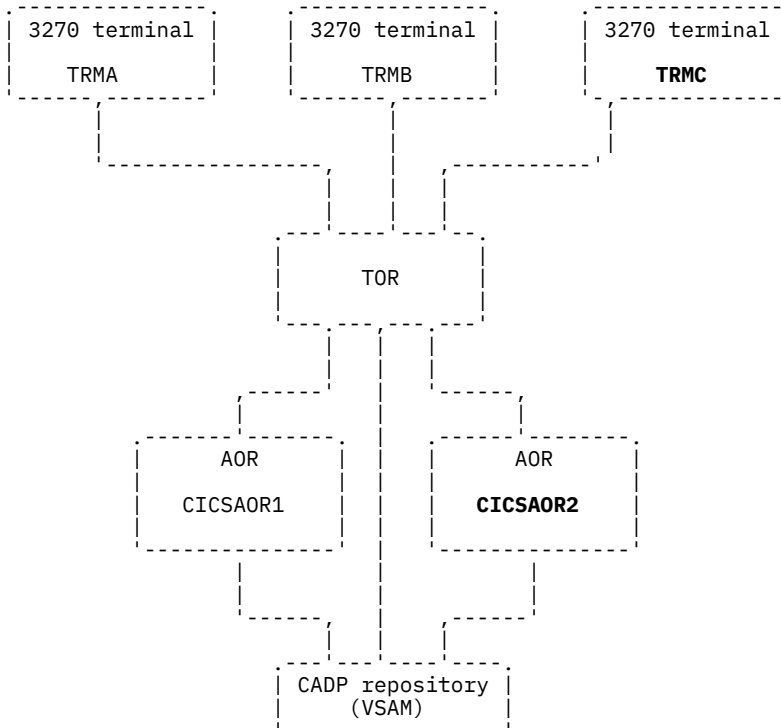 3270 terminal 3270 terminal 3270 terminal
TRMA TRMB TRMC
TOR
AOR AOR
CICSAOR1 CICSAOR2
CADP repository
(VSAM)